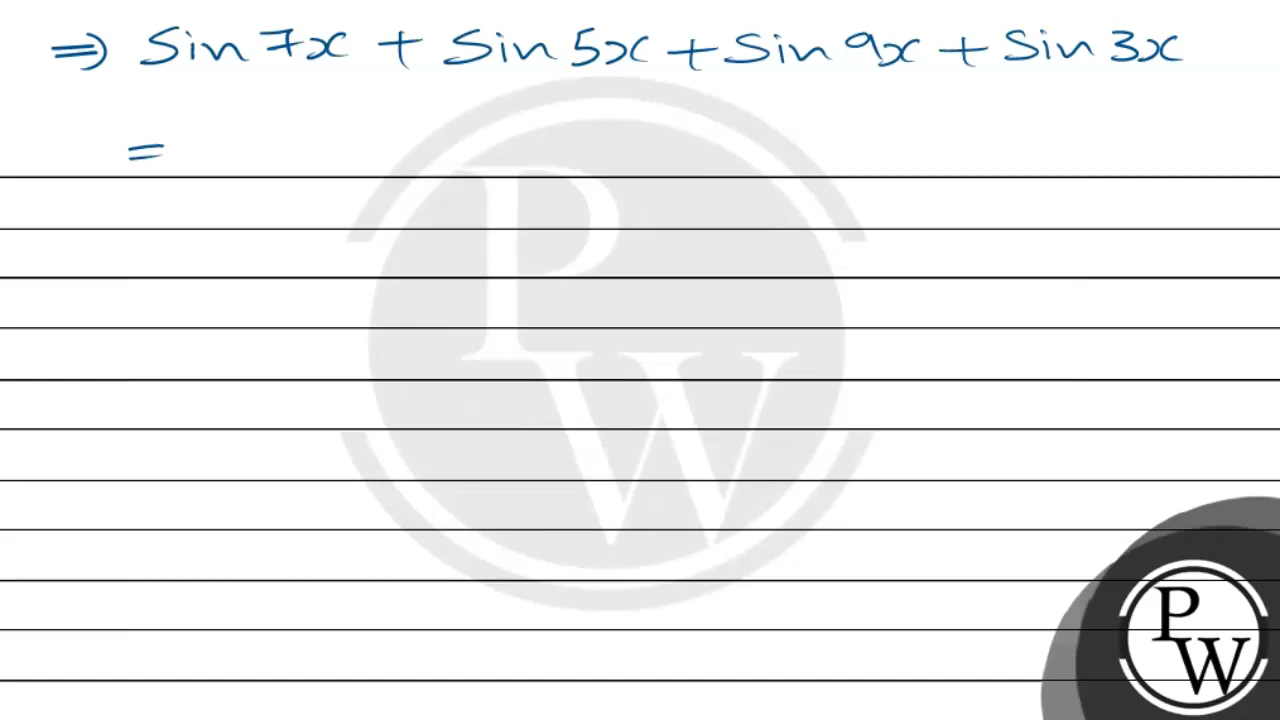 ⇒ Sin 7x + Sin 5x + Sin 9x + Sin 3x
=
P
W
P
W